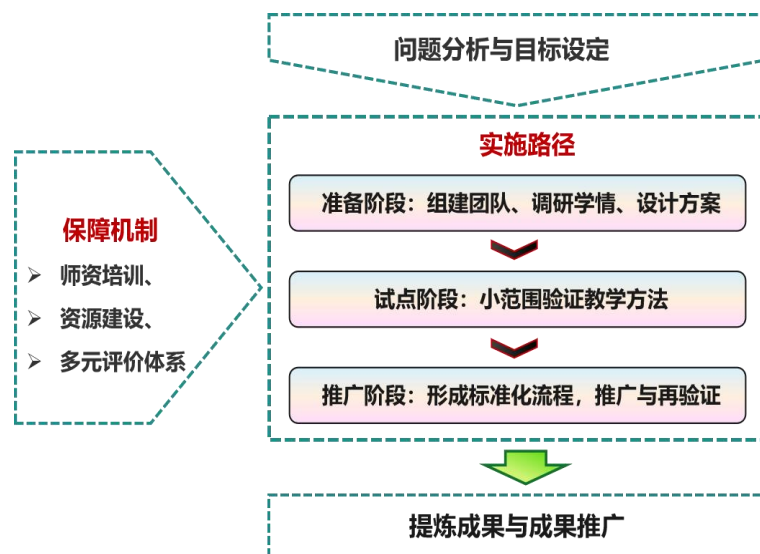 问题分析与目标设定
实施路径
准备阶段：组建团队、调研学情、设计方案
试点阶段：小范围验证教学方法
推广阶段：形成标准化流程，推广与再验证
保障机制
师资培训、
资源建设、
多元评价体系
提炼成果与成果推广